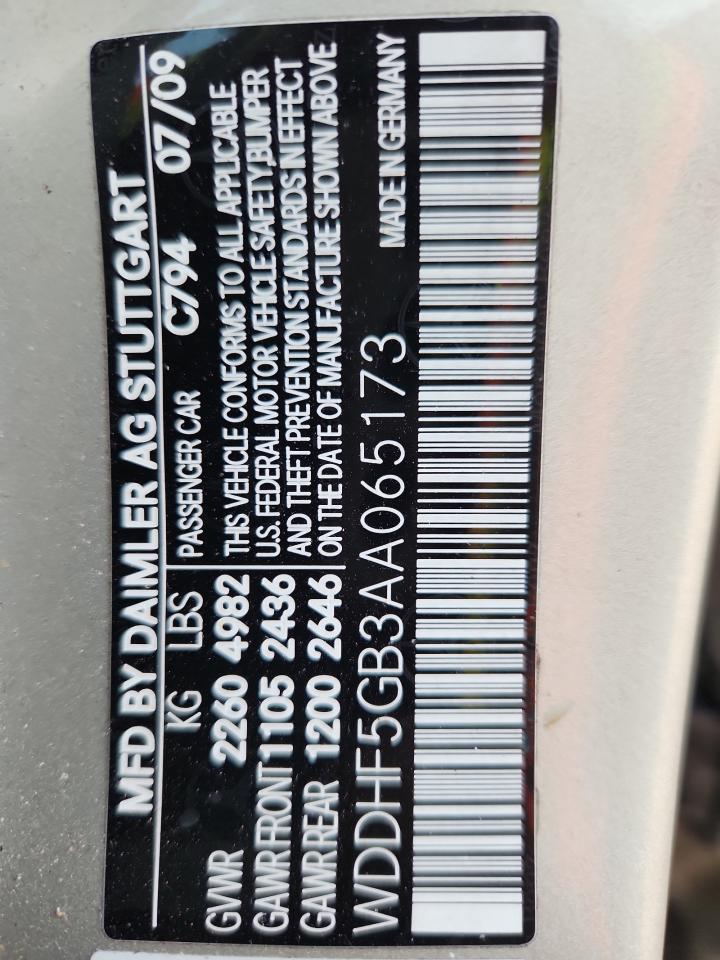 MFD BY DAIMLER AG STUTTGART
KG LBS PASSENGER CAR C794 07/09
GVWR 2260 4982 THIS VEHICLE CONFORMS TO ALL APPLICABLE
GAWR FRONT 1105 2436 U.S. FEDERAL MOTOR VEHICLE SAFETY,BUMPER
GAWR REAR 1200 2646 AND THEFT PREVENTION STANDARDS IN EFFECT
ON THE DATE OF MANUFACTURE SHOWN ABOVE
WDDHF5GB3AA065173 MADE IN GERMANY